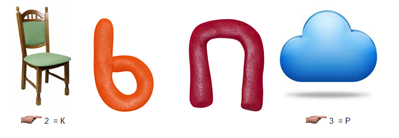 ь п
2 = К 3 = Р